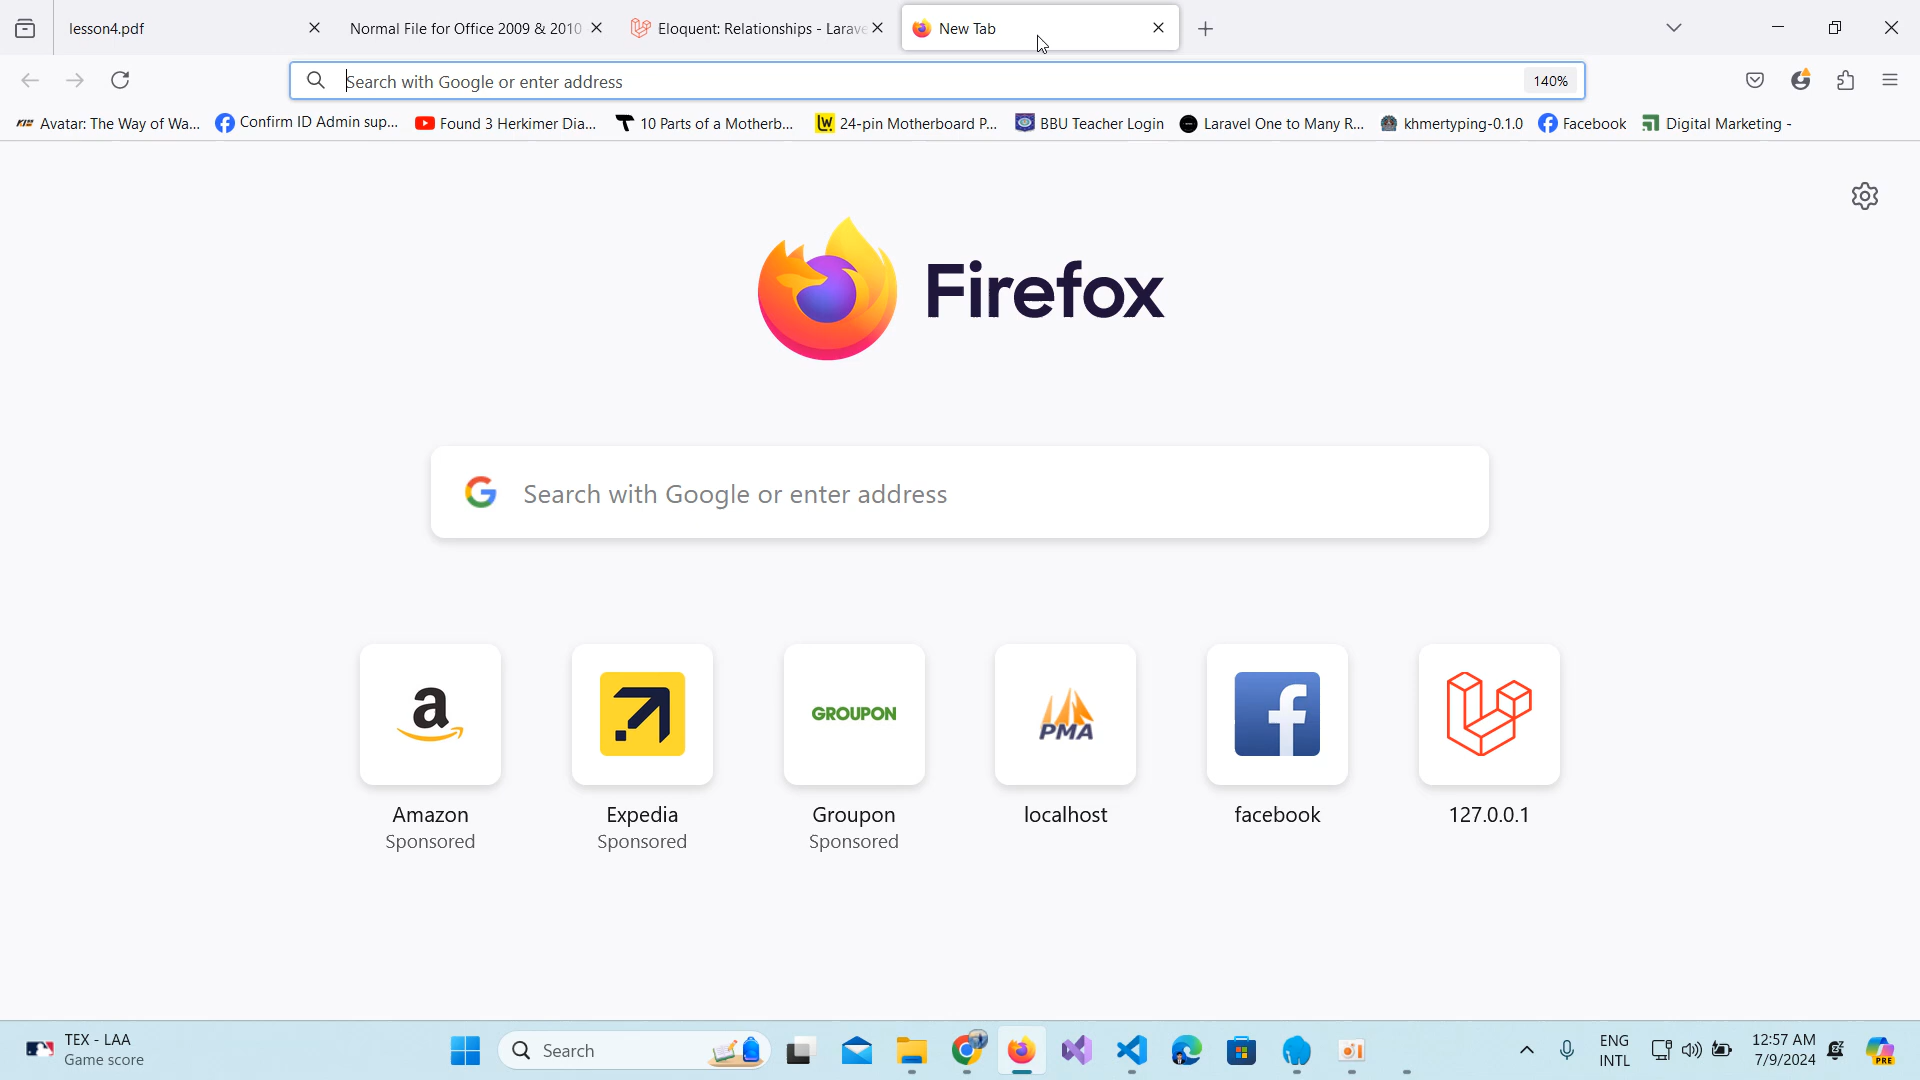 lesson4.pdf
Normal File for Office 2009 & 2010
Eloquent: Relationships - Larave
New Tab
Search with Google or enter address
140%
Avatar: The Way of Wa...
Confirm ID Admin sup...
Found 3 Herkimer Dia...
10 Parts of a Motherb...
24-pin Motherboard P...
BBU Teacher Login
Laravel One to Many R...
khmertyping-0.1.0
Facebook
Digital Marketing -
Firefox
Search with Google or enter address
GROUPON
PMA
Amazon
Sponsored
Expedia
Sponsored
Groupon
Sponsored
localhost
facebook
127.0.0.1
TEX - LAA
Game score
Search
ENG
INTL
12:57 AM
7/9/2024
PRE